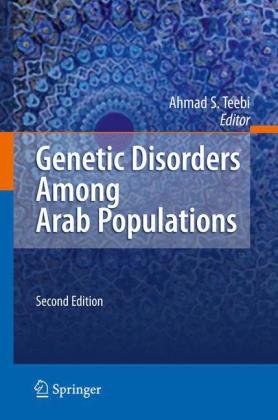 Ahmad S. Teebi
Editor
Genetic Disorders
Among
Arab Populations
Second Edition
Springer